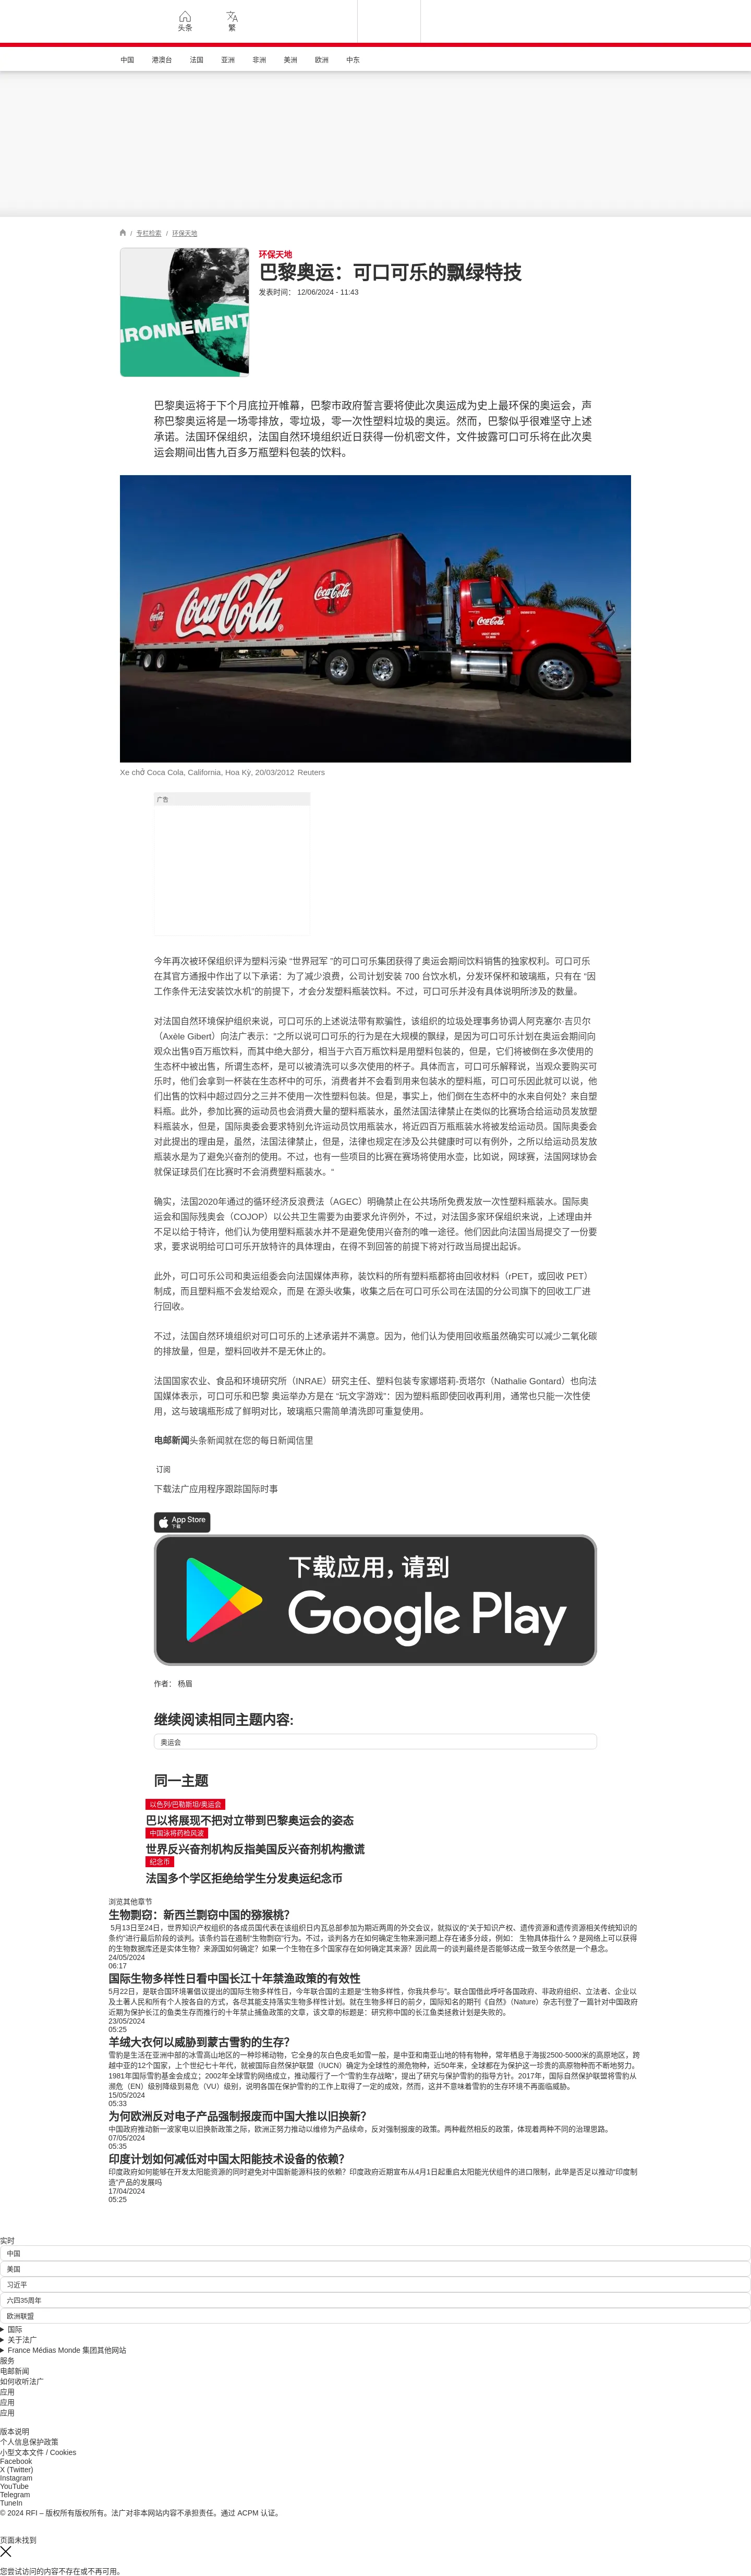 头条
繁
中国 港澳台 法国 亚洲 非洲 美洲 欧洲 中东
/ 专栏检索 / 环保天地
IRONNEMENT
环保天地
巴黎奥运：可口可乐的飘绿特技
发表时间： 12/06/2024 - 11:43
巴黎奥运将于下个月底拉开帷幕，巴黎市政府誓言要将使此次奥运成为史上最环保的奥运会，声
称巴黎奥运将是一场零排放，零垃圾，零一次性塑料垃圾的奥运。然而，巴黎似乎很难坚守上述
承诺。法国环保组织，法国自然环境组织近日获得一份机密文件，文件披露可口可乐将在此次奥
运会期间出售九百多万瓶塑料包装的饮料。
Coca-Cola
Coca-Cola
Coca-Cola
Xe chở Coca Cola, California, Hoa Kỳ, 20/03/2012 Reuters
广告
今年再次被环保组织评为塑料污染 “世界冠军 ”的可口可乐集团获得了奥运会期间饮料销售的独家权利。可口可乐
在其官方通报中作出了以下承诺：为了减少浪费，公司计划安装 700 台饮水机，分发环保杯和玻璃瓶，只有在 “因
工作条件无法安装饮水机”的前提下，才会分发塑料瓶装饮料。不过，可口可乐并没有具体说明所涉及的数量。
对法国自然环境保护组织来说，可口可乐的上述说法带有欺骗性，该组织的垃圾处理事务协调人阿克塞尔·吉贝尔
（Axèle Gibert）向法广表示：“之所以说可口可乐的行为是在大规模的飘绿，是因为可口可乐计划在奥运会期间向
观众出售9百万瓶饮料，而其中绝大部分，相当于六百万瓶饮料是用塑料包装的，但是，它们将被倒在多次使用的
生态杯中被出售，所谓生态杯，是可以被清洗可以多次使用的杯子。具体而言，可口可乐解释说，当观众要购买可
乐时，他们会拿到一杯装在生态杯中的可乐，消费者并不会看到用来包装水的塑料瓶，可口可乐因此就可以说，他
们出售的饮料中超过四分之三并不使用一次性塑料包装。但是，事实上，他们倒在生态杯中的水来自何处？来自塑
料瓶。此外，参加比赛的运动员也会消费大量的塑料瓶装水，虽然法国法律禁止在类似的比赛场合给运动员发放塑
料瓶装水，但是，国际奥委会要求特别允许运动员饮用瓶装水，将近四百万瓶瓶装水将被发给运动员。国际奥委会
对此提出的理由是，虽然，法国法律禁止，但是，法律也规定在涉及公共健康时可以有例外，之所以给运动员发放
瓶装水是为了避免兴奋剂的使用。不过，也有一些项目的比赛在赛场将使用水壶，比如说，网球赛，法国网球协会
就保证球员们在比赛时不会消费塑料瓶装水。“
确实，法国2020年通过的循环经济反浪费法（AGEC）明确禁止在公共场所免费发放一次性塑料瓶装水。国际奥
运会和国际残奥会（COJOP）以公共卫生需要为由要求允许例外，不过，对法国多家环保组织来说，上述理由并
不足以给于特许，他们认为使用塑料瓶装水并不是避免使用兴奋剂的唯一途径。他们因此向法国当局提交了一份要
求，要求说明给可口可乐开放特许的具体理由，在得不到回答的前提下将对行政当局提出起诉。
此外，可口可乐公司和奥运组委会向法国媒体声称，装饮料的所有塑料瓶都将由回收材料（rPET，或回收 PET）
制成，而且塑料瓶不会发给观众，而是 在源头收集，收集之后在可口可乐公司在法国的分公司旗下的回收工厂进
行回收。
不过，法国自然环境组织对可口可乐的上述承诺并不满意。因为，他们认为使用回收瓶虽然确实可以减少二氧化碳
的排放量，但是，塑料回收并不是无休止的。
法国国家农业、食品和环境研究所（INRAE）研究主任、塑料包装专家娜塔莉-贡塔尔（Nathalie Gontard）也向法
国媒体表示，可口可乐和巴黎 奥运举办方是在 “玩文字游戏”：因为塑料瓶即使回收再利用，通常也只能一次性使
用，这与玻璃瓶形成了鲜明对比，玻璃瓶只需简单清洗即可重复使用。
电邮新闻头条新闻就在您的每日新闻信里
订阅
下载法广应用程序跟踪国际时事
App Store
下载
下载应用，请到
Google Play
作者： 杨眉
继续阅读相同主题内容:
奥运会
同一主题
以色列/巴勒斯坦/奥运会
巴以将展现不把对立带到巴黎奥运会的姿态
中国泳将药检风波
世界反兴奋剂机构反指美国反兴奋剂机构撒谎
纪念币
法国多个学区拒绝给学生分发奥运纪念币
浏览其他章节
生物剽窃：新西兰剽窃中国的猕猴桃？
5月13日至24日，世界知识产权组织的各成员国代表在该组织日内瓦总部参加为期近两周的外交会议，就拟议的“关于知识产权、遗传资源和遗传资源相关传统知识的
条约”进行最后阶段的谈判。该条约旨在遏制“生物剽窃”行为。不过，谈判各方在如何确定生物来源问题上存在诸多分歧，例如： 生物具体指什么？是网络上可以获得
的生物数据库还是实体生物？来源国如何确定？如果一个生物在多个国家存在如何确定其来源？因此周一的谈判最终是否能够达成一致至今依然是一个悬念。
24/05/2024
06:17
国际生物多样性日看中国长江十年禁渔政策的有效性
5月22日，是联合国环境署倡议提出的国际生物多样性日，今年联合国的主题是“生物多样性，你我共参与”。联合国借此呼吁各国政府、非政府组织、立法者、企业以
及土著人民和所有个人按各自的方式，各尽其能支持落实生物多样性计划。就在生物多样日的前夕，国际知名的期刊《自然》（Nature）杂志刊登了一篇针对中国政府
近期为保护长江的鱼类生存而推行的十年禁止捕鱼政策的文章，该文章的标题是：研究称中国的长江鱼类拯救计划是失败的。
23/05/2024
05:25
羊绒大衣何以威胁到蒙古雪豹的生存？
雪豹是生活在亚洲中部的冰雪高山地区的一种珍稀动物，它全身的灰白色皮毛如雪一般，是中亚和南亚山地的特有物种，常年栖息于海拔2500-5000米的高原地区，跨
越中亚的12个国家，上个世纪七十年代，就被国际自然保护联盟（IUCN）确定为全球性的濒危物种，近50年来，全球都在为保护这一珍贵的高原物种而不断地努力。
1981年国际雪豹基金会成立；2002年全球雪豹网络成立，推动履行了一个“雪豹生存战略”，提出了研究与保护雪豹的指导方针。2017年，国际自然保护联盟将雪豹从
濒危（EN）级别降级到易危（VU）级别，说明各国在保护雪豹的工作上取得了一定的成效，然而，这并不意味着雪豹的生存环境不再面临威胁。
15/05/2024
05:33
为何欧洲反对电子产品强制报废而中国大推以旧换新？
中国政府推动新一波家电以旧换新政策之际，欧洲正努力推动以维修为产品续命，反对强制报废的政策。两种截然相反的政策，体现着两种不同的治理思路。
07/05/2024
05:35
印度计划如何减低对中国太阳能技术设备的依赖？
印度政府如何能够在开发太阳能资源的同时避免对中国新能源科技的依赖？印度政府近期宣布从4月1日起重启太阳能光伏组件的进口限制，此举是否足以推动“印度制
造”产品的发展吗
17/04/2024
05:25
实时
中国
美国
习近平
六四35周年
欧洲联盟
国际
关于法广
France Médias Monde 集团其他网站
服务
电邮新闻
如何收听法广
应用
应用
应用
版本说明
个人信息保护政策
小型文本文件 / Cookies
Facebook
X (Twitter)
Instagram
YouTube
Telegram
TuneIn
© 2024 RFI – 版权所有版权所有。法广对非本网站内容不承担责任。通过 ACPM 认证。
页面未找到
您尝试访问的内容不存在或不再可用。